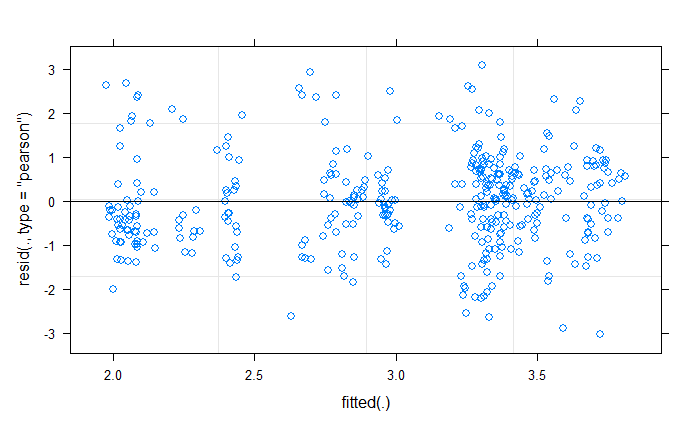 resid(., type = "pearson")
3
2
1
0
-1
-2
-3
2.0 2.5 3.0 3.5
fitted(.)